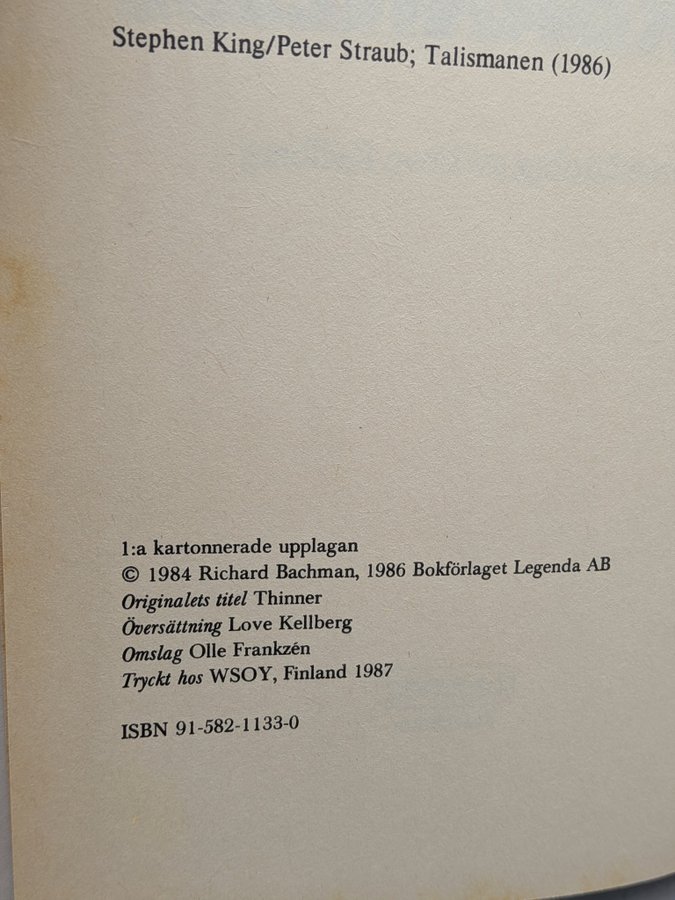 Stephen King/Peter Straub; Talismanen (1986)
1:a kartonnerade upplagan
© 1984 Richard Bachman, 1986 Bokförlaget Legenda AB
Originalets titel Thinner
Översättning Love Kellberg
Omslag Olle Frankzén
Tryckt hos WSOY, Finland 1987
ISBN 91-582-1133-0